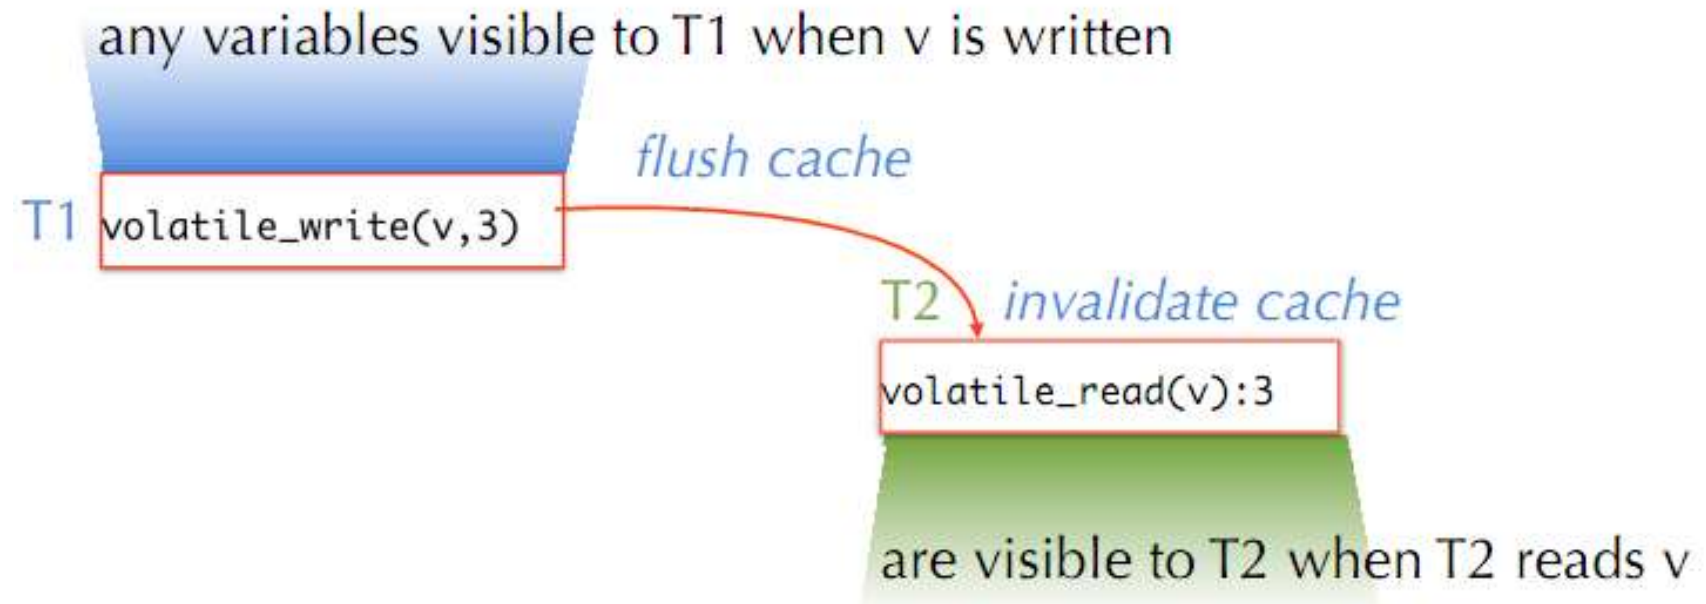 any variables visible to T1 when v is written
flush cache
T1 volatile_write(v,3)
T2 invalidate cache
volatile_read(v):3
are visible to T2 when T2 reads v